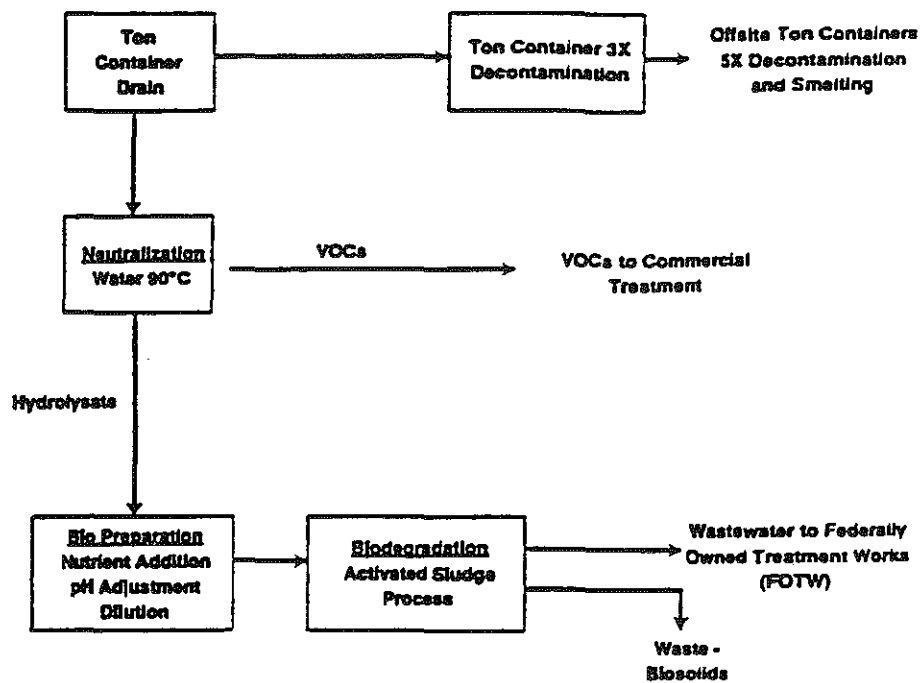 Ton
Container
Drain
Ton Container 3X
Decontamination
Offsite Ton Containers
5X Decontamination
and Smelting
Neutralization
Water 90°C
VOCs
VOCs to Commercial
Treatment
Hydrolysate
Bio Preparation
Nutrient Addition
pH Adjustment
Dilution
Biodegradation
Activated Sludge
Process
Wastewater to Federally
Owned Treatment Works
(FOTW)
Waste -
Biosolids